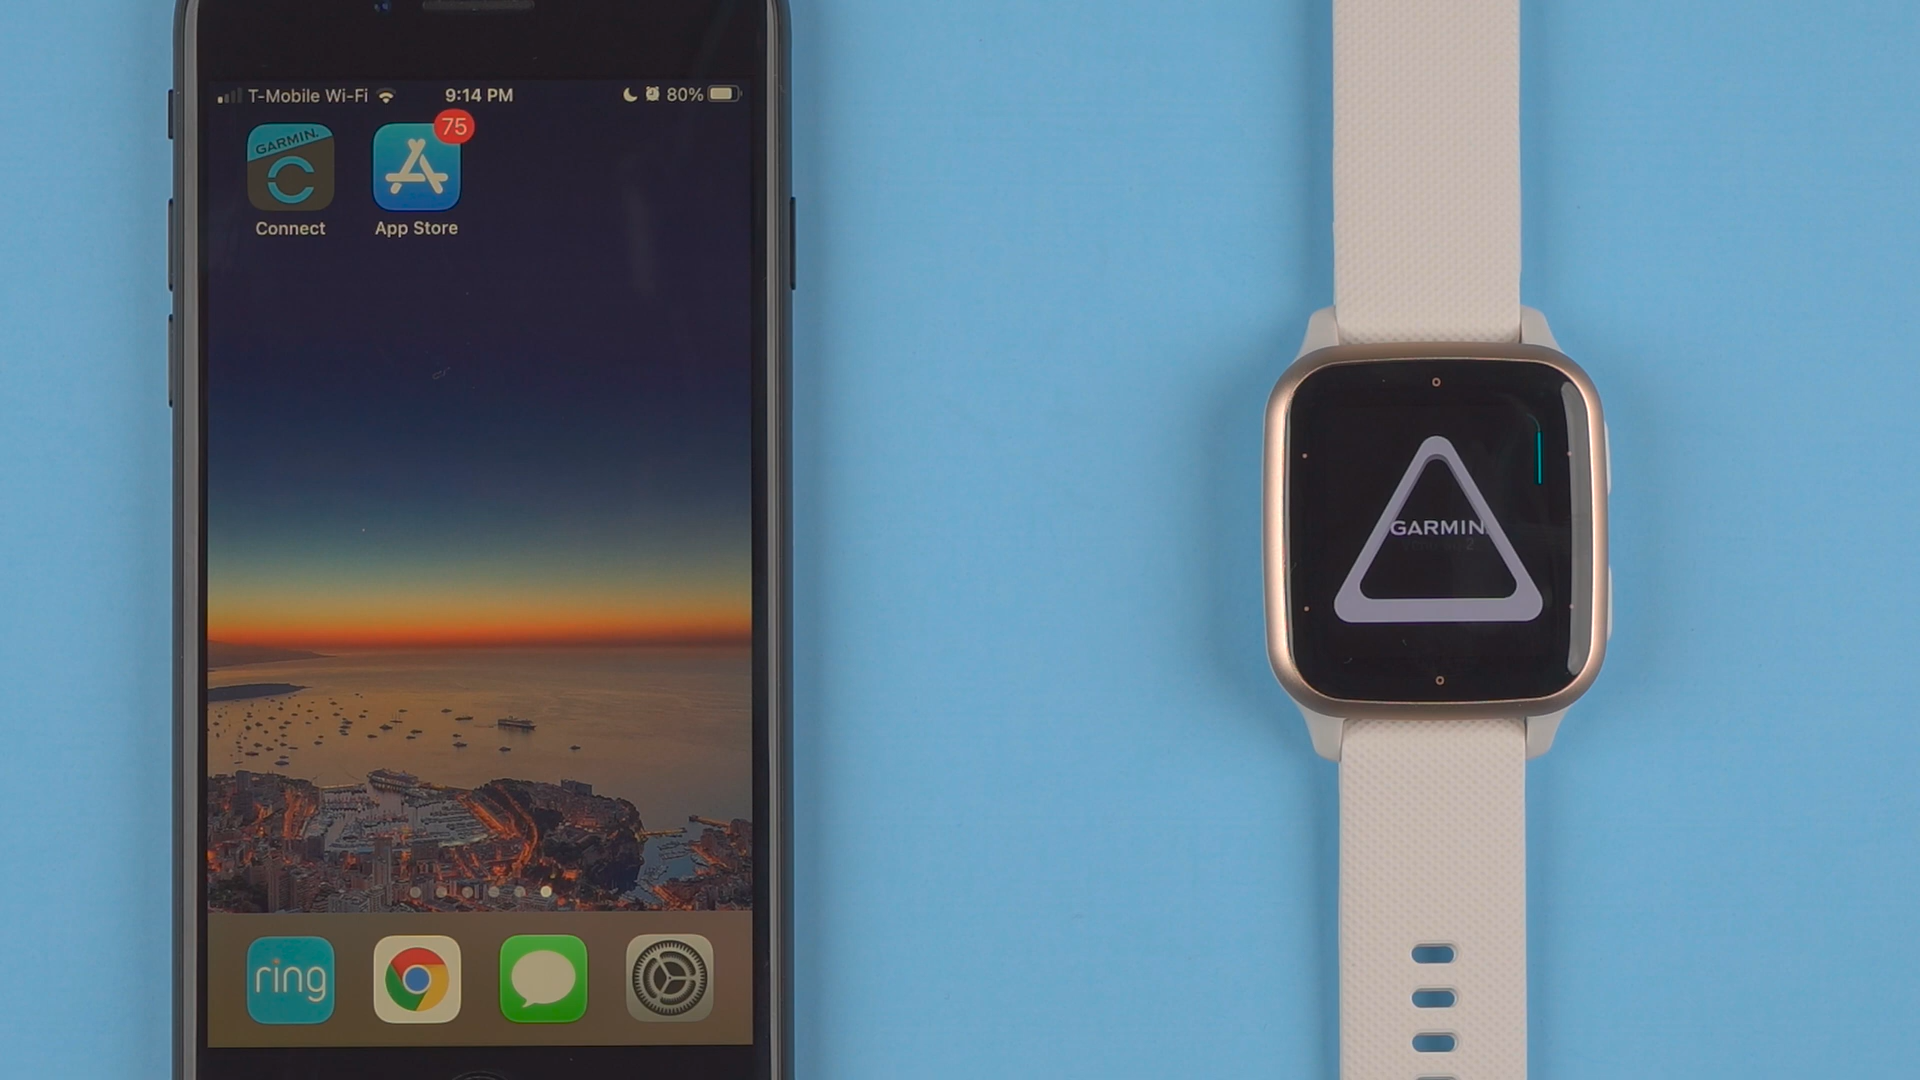 T-Mobile Wi-Fi 9:14 PM 80%
75
GARMIN.
Connect
App Store
ring
GARMIN.